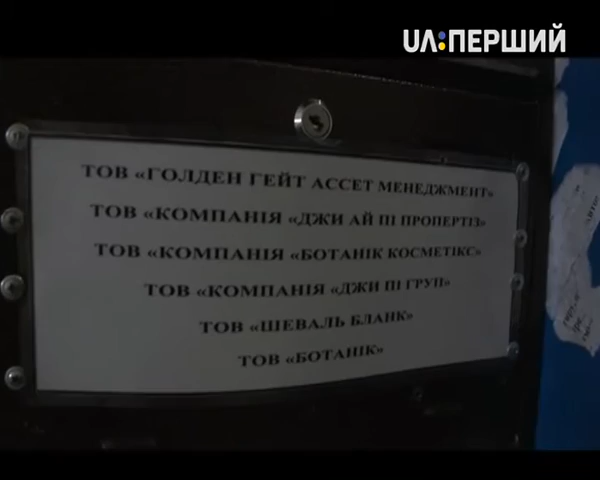 UA:ПЕРШИЙ
ТОВ «ГОЛДЕН ГЕЙТ АССЕТ МЕНЕДЖМЕНТ»
ТОВ «КОМПАНІЯ «ДЖИ АЙ ПІ ПРОПЕРТІЗ»
ТОВ «КОМПАНІЯ «БОТАНІК КОСМЕТІКС»
ТОВ «КОМПАНІЯ «ДЖИ ПІ ГРУП»
ТОВ «ШЕВАЛЬ БЛАНК»
ТОВ «БОТАНІК»